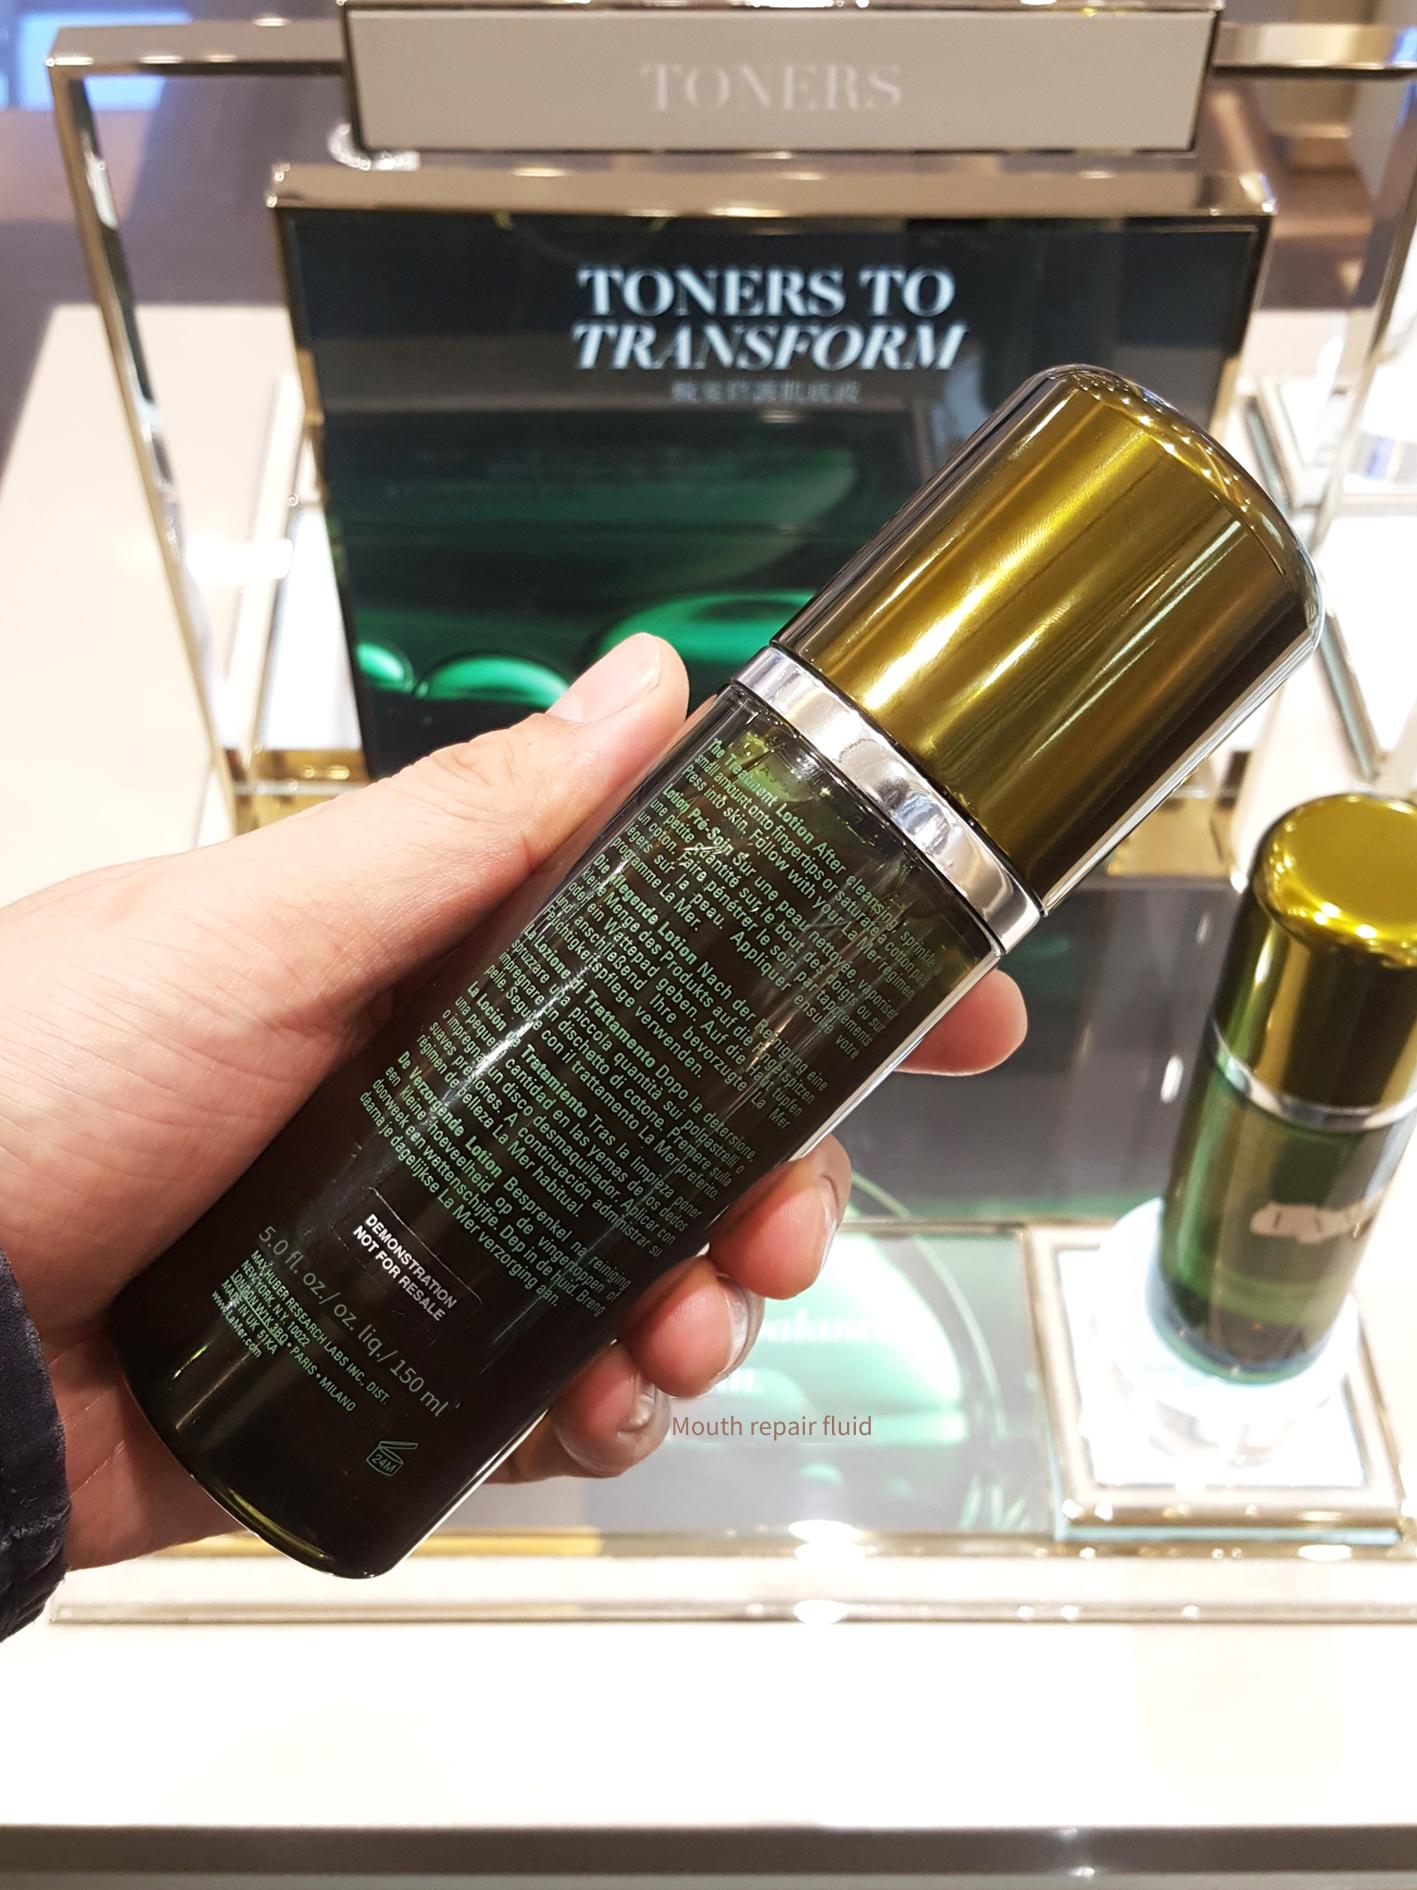 TONERS
TONERS TO
TRANSFORM
The Treatment Lotion After cleansing, sprinkle
small amount onto fingertips or saturate a cotton pad.
Press into skin. Follow with your La Mer regimen.
Lotion Pre-Soin Sur une peau nettoyée, vaporiser
une petite quantité sur le bout des doigts ou sur
un coton. Faire pénétrer le soin par tapotements
légers sur la peau. Appliquer ensuite votre
programme La Mer.
Die Pflegende Lotion Nach der Reinigung eine
kleine Menge des Produkts auf die Fingerspitzen
oder ein Wattepad geben. Auf die Haut tupfen
und anschließend Ihre bevorzugte La Mer
Feuchtigkeitspflege verwenden.
La Lozione di Trattamento Dopo la detersione,
spruzzare una piccola quantità sui polpastrelli o
impregnare un dischetto di cotone. Premere sulla
pelle. Seguire con il trattamento La Mer preferito.
La Loción de Tratamiento Tras la limpieza poner
una pequeña cantidad en las yemas de los dedos
o impregnar un disco desmaquillador. Aplicar con
suaves presiones. A continuación administrar su
régimen de belleza La Mer habitual.
De Verzorgende Lotion Besprenkel na reiniging
een kleine hoeveelheid op de vingertoppen of
doorweek een wattenschijfje. Dep in de huid. Breng
daarna je dagelijkse La Mer verzorging aan.
DEMONSTRATION
NOT FOR RESALE
5.0 fl. oz./ oz. liq./ 150 ml
MAX HUBER RESEARCH LABS INC., DIST.
NEW YORK, N.Y. 10022
LONDON W1K 3BQ • PARIS • MILANO
MADE IN UK 51KA
www.LaMer.com
24M
Mouth repair fluid